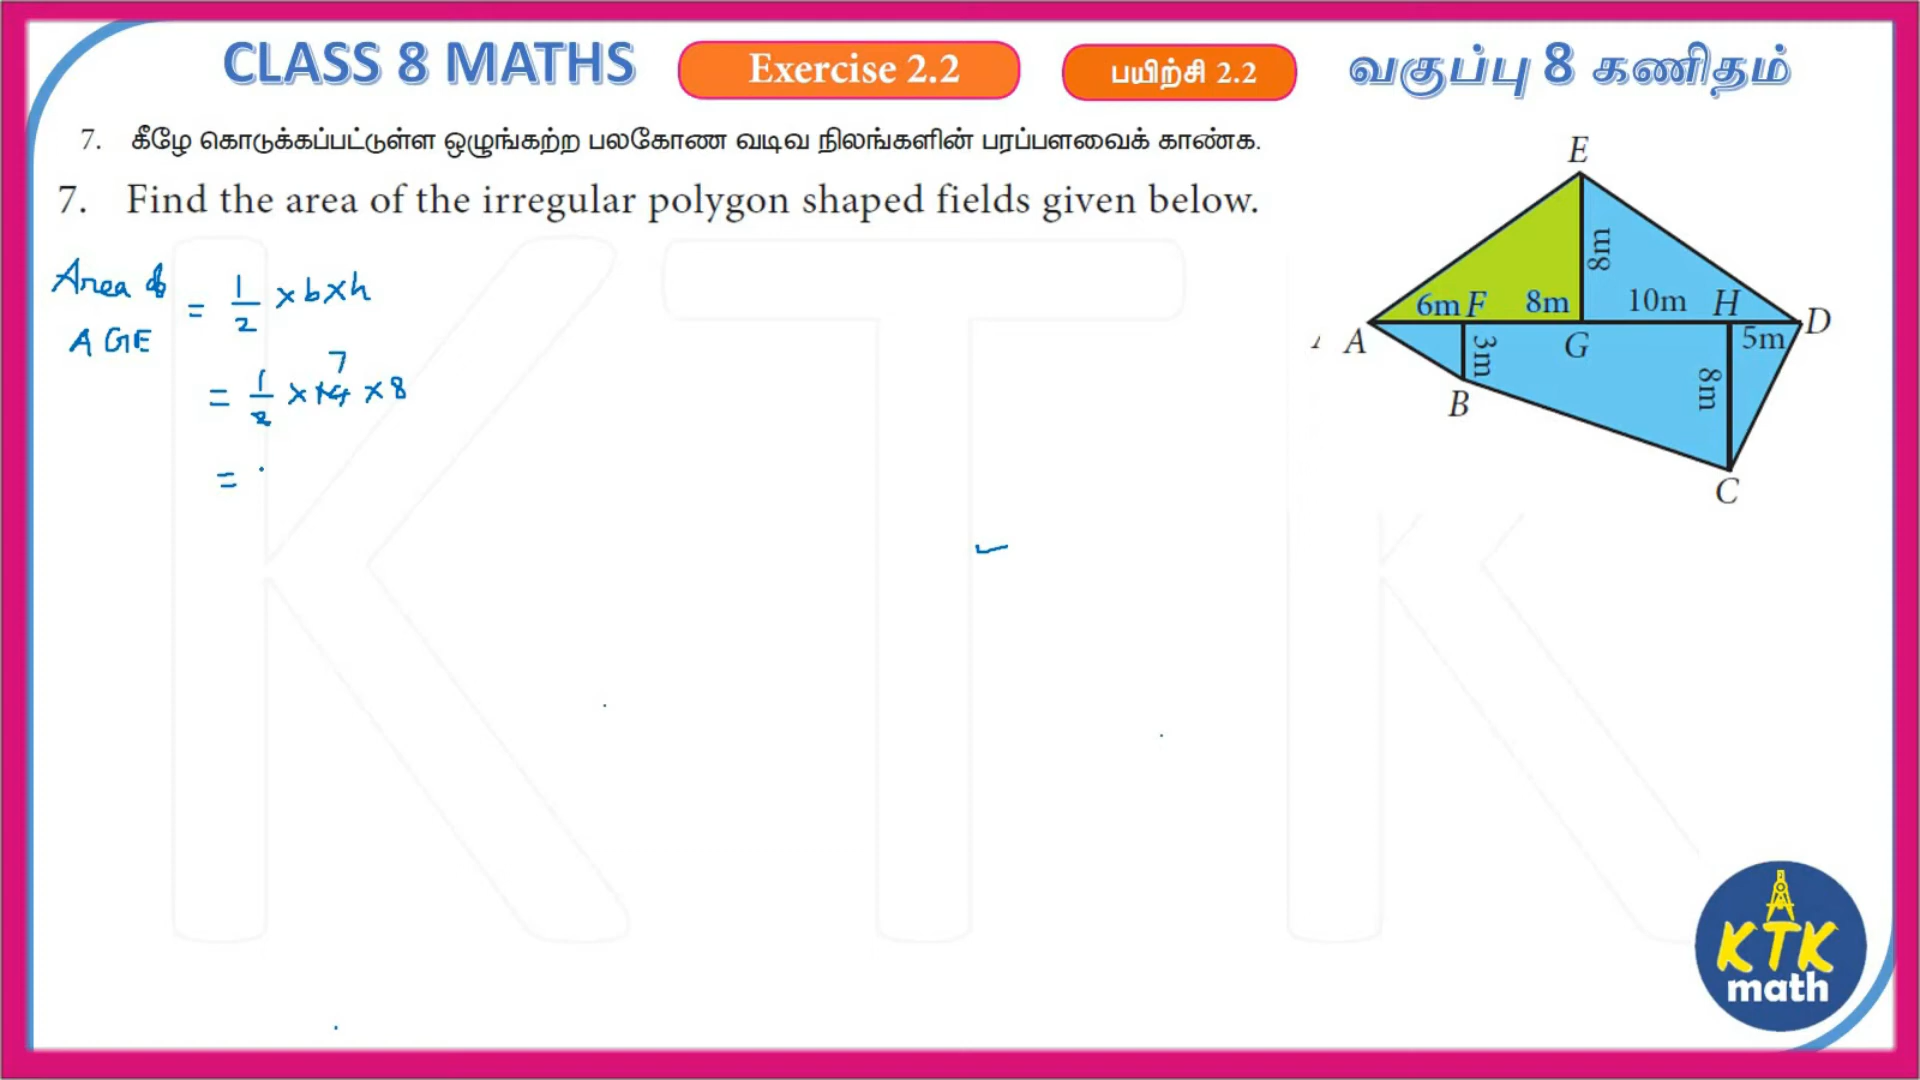 CLASS 8 MATHS
Exercise 2.2
பயிற்சி 2.2
வகுப்பு 8 கணிதம்
7. கீழே கொடுக்கப்பட்டுள்ள ஒழுங்கற்ற பலகோண வடிவ நிலங்களின் பரப்பளவைக் காண்க.
7. Find the area of the irregular polygon shaped fields given below.
Area of AGE = 1/2 × b × h
= 1/2 × 14 × 8
7
=
E
8m
6m F 8m 10m H
A G 5m D
3m
8m
B
C
KTK
KTK
math